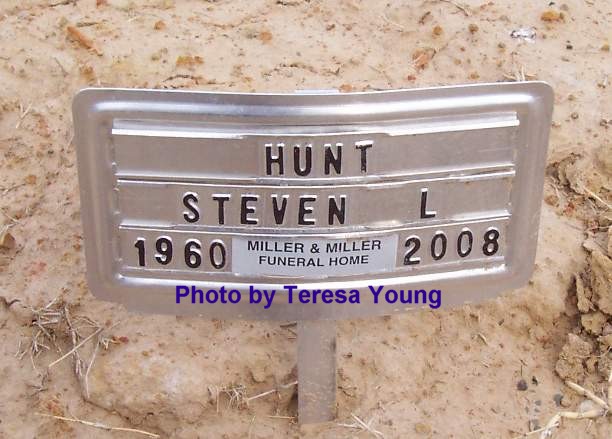 HUNT
STEVEN L
1960 MILLER & MILLER FUNERAL HOME 2008
Photo by Teresa Young